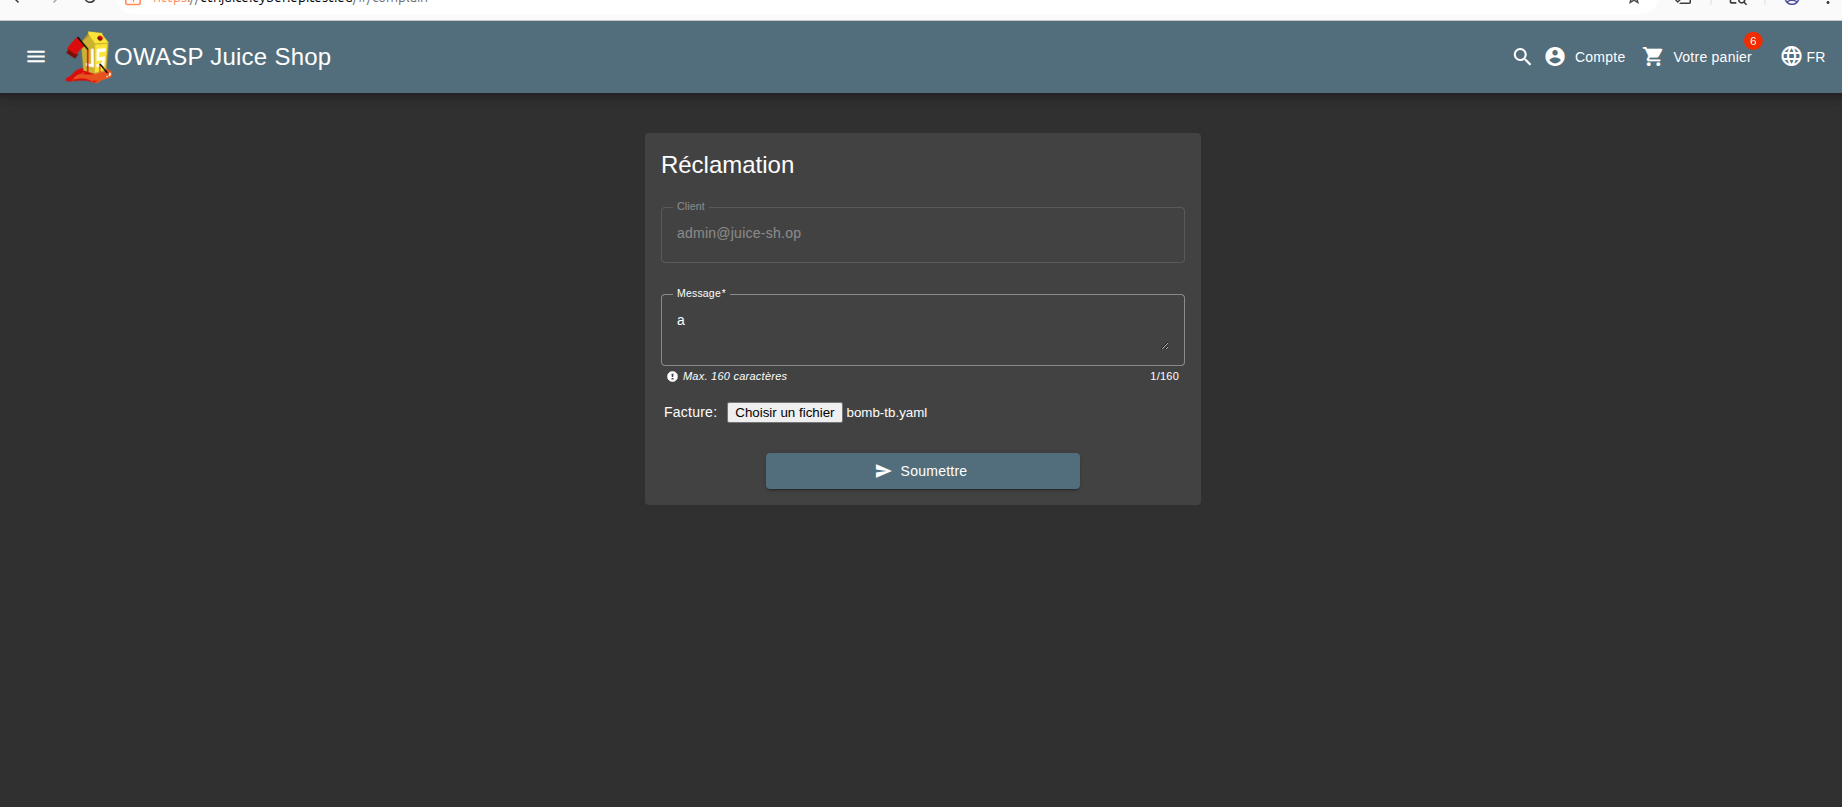 OWASP Juice Shop
Compte
Votre panier
6
FR
Réclamation
Client
admin@juice-sh.op
Message*
a
Max. 160 caractères
1/160
Facture:
Choisir un fichier
bomb-tb.yaml
Soumettre